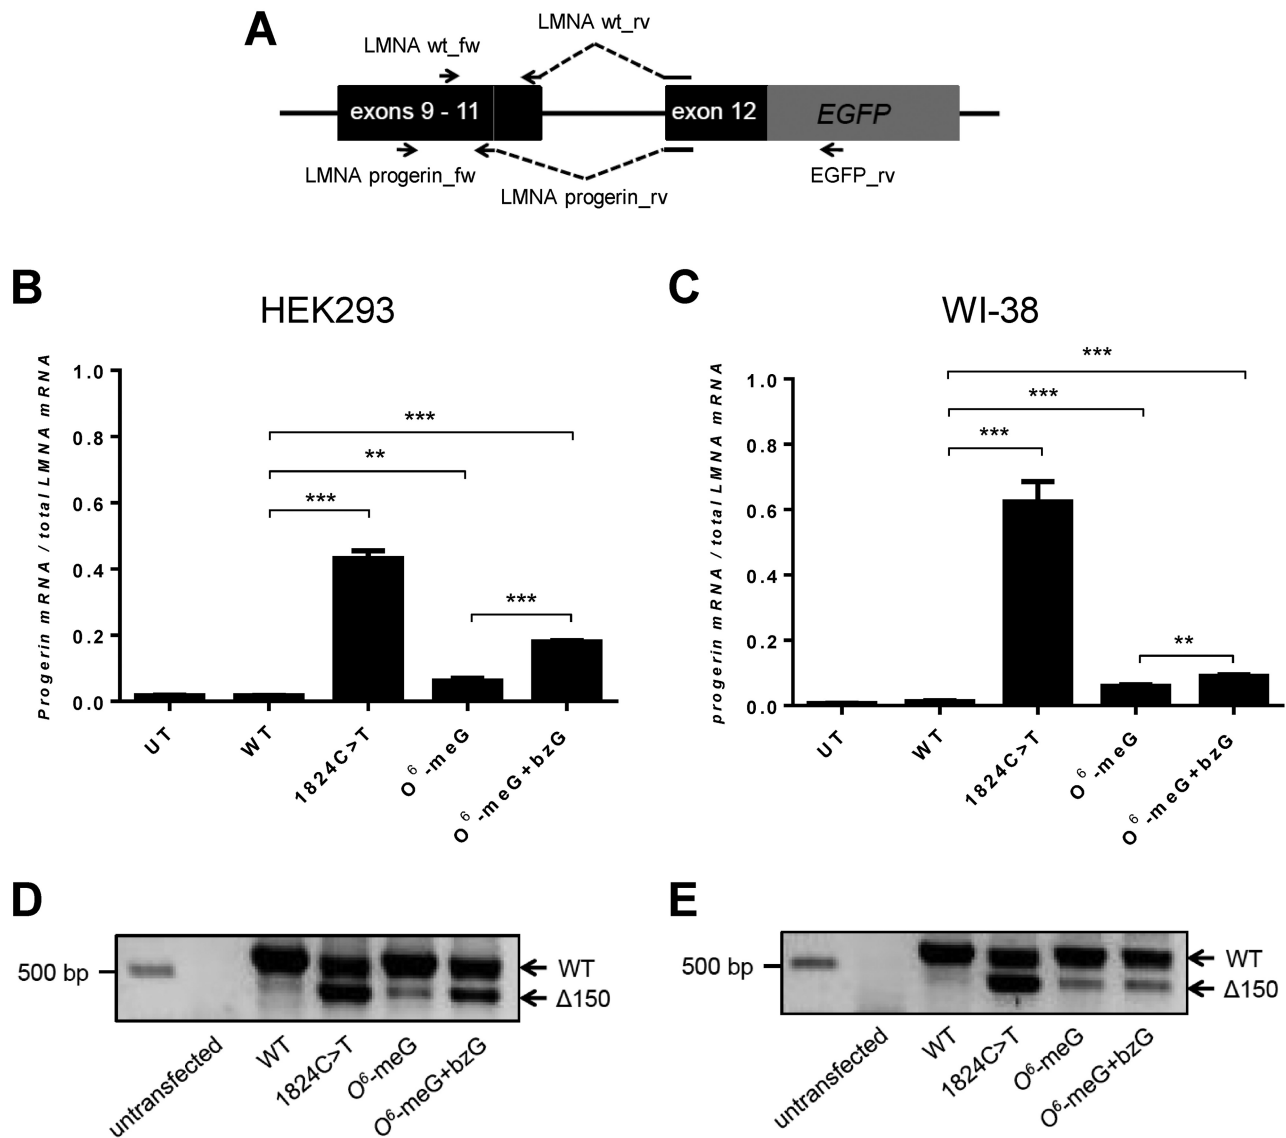 A
LMNA wt_rv
LMNA wt_fw
exons 9 - 11
exon 12
EGFP
LMNA progerin_fw
EGFP_rv
LMNA progerin_rv
B
HEK293
Progerin mRNA / total LMNA mRNA
1.0
0.8
0.6
0.4
0.2
0.0
***
**
***
***
UT
WT
1824C>T
O⁶-meG
O⁶-meG+bzG
C
WI-38
progerin mRNA / total LMNA mRNA
1.0
0.8
0.6
0.4
0.2
0.0
***
***
***
**
UT
WT
1824C>T
O⁶-meG
O⁶-meG+bzG
D
500 bp
WT
Δ150
untransfected
WT
1824C>T
O⁶-meG
O⁶-meG+bzG
E
500 bp
WT
Δ150
untransfected
WT
1824C>T
O⁶-meG
O⁶-meG+bzG